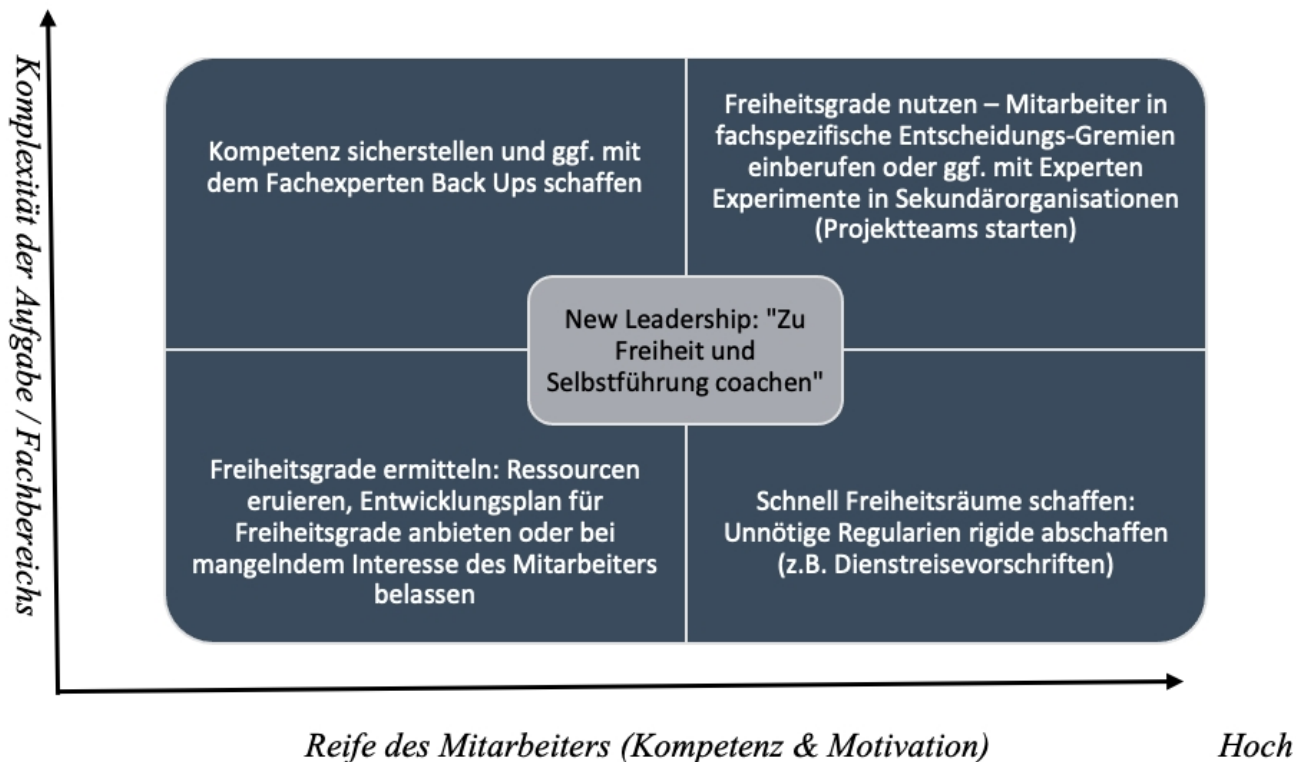 Komplexität der Aufgabe / Fachbereichs
Kompetenz sicherstellen und ggf. mit
dem Fachexperten Back Ups schaffen
Freiheitsgrade nutzen – Mitarbeiter in
fachspezifische Entscheidungs-Gremien
einberufen oder ggf. mit Experten
Experimente in Sekundärorganisationen
(Projektteams starten)
New Leadership: "Zu
Freiheit und
Selbstführung coachen"
Freiheitsgrade ermitteln: Ressourcen
eruieren, Entwicklungsplan für
Freiheitsgrade anbieten oder bei
mangelndem Interesse des Mitarbeiters
belassen
Schnell Freiheitsräume schaffen:
Unnötige Regularien rigide abschaffen
(z.B. Dienstreisevorschriften)
Reife des Mitarbeiters (Kompetenz & Motivation)
Hoch